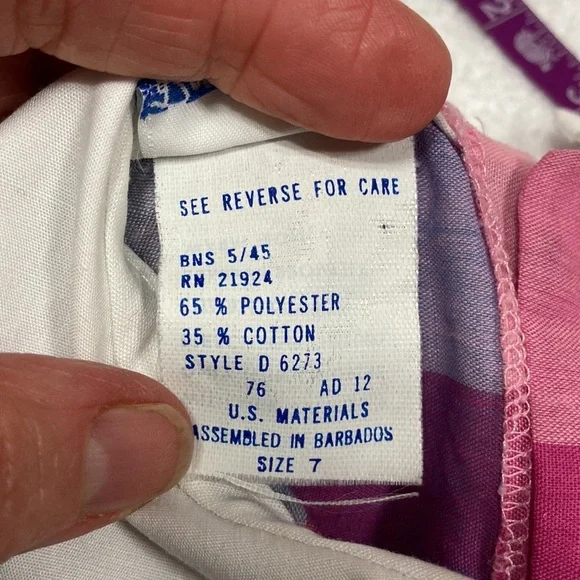 SEE REVERSE FOR CARE
BNS 5/45
RN 21924
65 % POLYESTER
35 % COTTON
STYLE D 6273
76 AD 12
U.S. MATERIALS
ASSEMBLED IN BARBADOS
SIZE 7